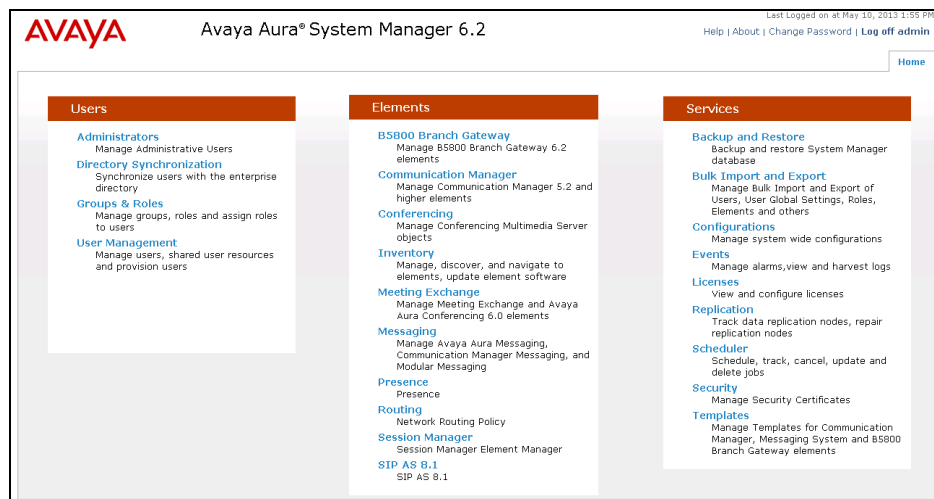 Last Logged on at May 10, 2013 1:55 PM
AVAYA
Avaya Aura® System Manager 6.2
Help | About | Change Password | Log off admin
Home
Users
Administrators
Manage Administrative Users
Directory Synchronization
Synchronize users with the enterprise
directory
Groups & Roles
Manage groups, roles and assign roles
to users
User Management
Manage users, shared user resources
and provision users
Elements
B5800 Branch Gateway
Manage B5800 Branch Gateway 6.2
elements
Communication Manager
Manage Communication Manager 5.2 and
higher elements
Conferencing
Manage Conferencing Multimedia Server
objects
Inventory
Manage, discover, and navigate to
elements, update element software
Meeting Exchange
Manage Meeting Exchange and Avaya
Aura Conferencing 6.0 elements
Messaging
Manage Avaya Aura Messaging,
Communication Manager Messaging, and
Modular Messaging
Presence
Presence
Routing
Network Routing Policy
Session Manager
Session Manager Element Manager
SIP AS 8.1
SIP AS 8.1
Services
Backup and Restore
Backup and restore System Manager
database
Bulk Import and Export
Manage Bulk Import and Export of
Users, User Global Settings, Roles,
Elements and others
Configurations
Manage system wide configurations
Events
Manage alarms,view and harvest logs
Licenses
View and configure licenses
Replication
Track data replication nodes, repair
replication nodes
Scheduler
Schedule, track, cancel, update and
delete jobs
Security
Manage Security Certificates
Templates
Manage Templates for Communication
Manager, Messaging System and B5800
Branch Gateway elements